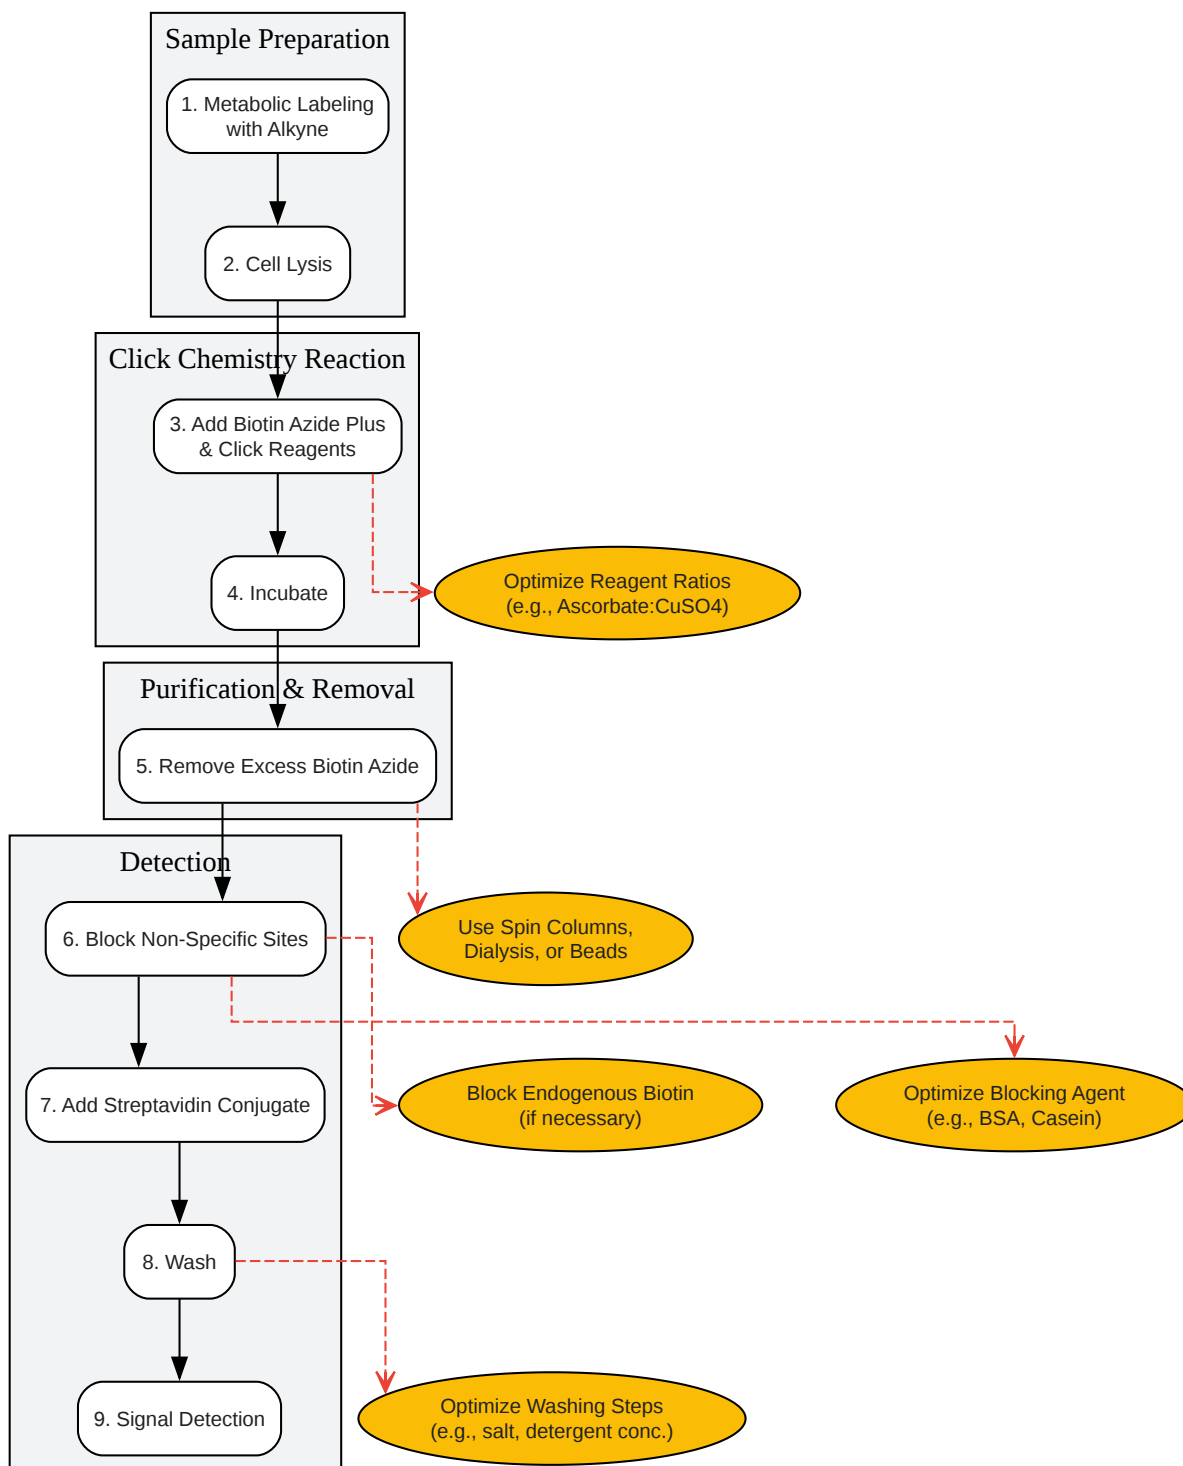 Sample Preparation
1. Metabolic Labeling
with Alkyne
2. Cell Lysis
Click Chemistry Reaction
3. Add Biotin Azide Plus
& Click Reagents
4. Incubate
Optimize Reagent Ratios
(e.g., Ascorbate:CuSO4)
Purification & Removal
5. Remove Excess Biotin Azide
Detection
6. Block Non-Specific Sites
Use Spin Columns,
Dialysis, or Beads
7. Add Streptavidin Conjugate
Block Endogenous Biotin
(if necessary)
Optimize Blocking Agent
(e.g., BSA, Casein)
8. Wash
9. Signal Detection
Optimize Washing Steps
(e.g., salt, detergent conc.)